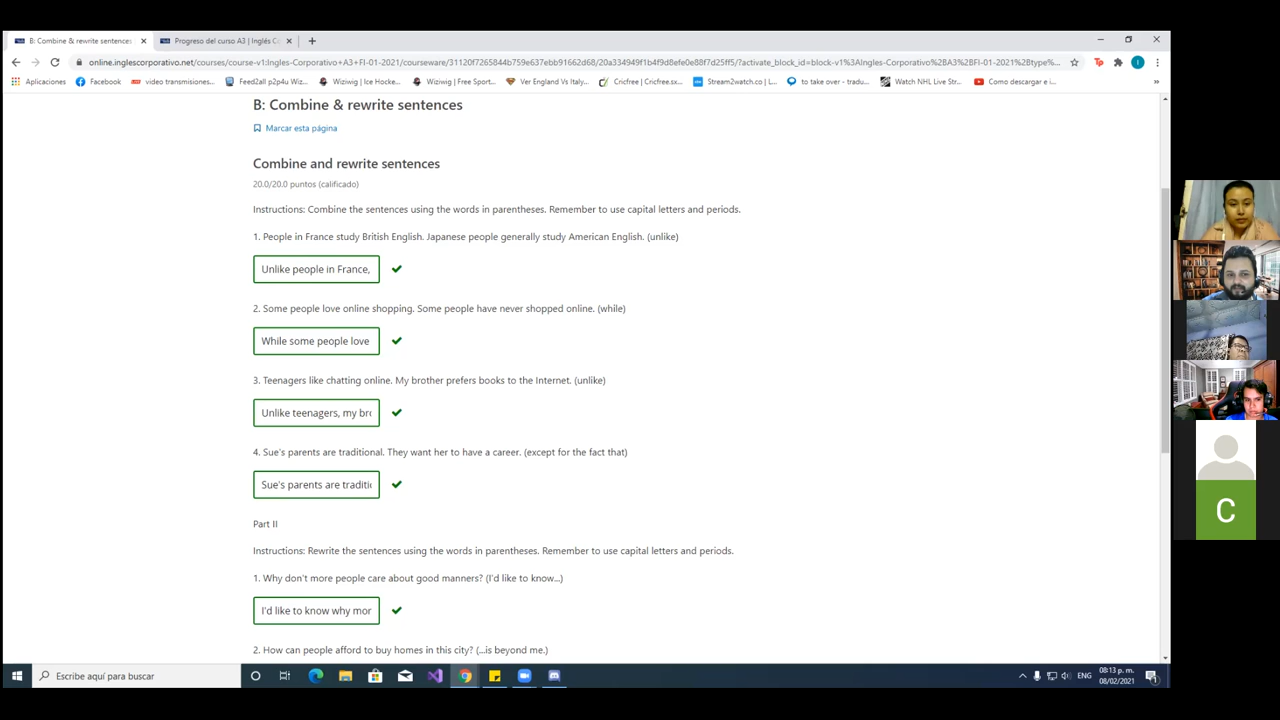 B: Combine & rewrite sentences
Progreso del curso A3 | Inglés C
online.inglescorporativo.net/courses/course-v1:Ingles-Corporativo+A3+FI-01-2021/courseware/31120f7265844b759e637ebb91662d68/20a334949f1b4f9d8efe0e88f7d25ff5/?activate_block_id=block-v1%3AIngles-Corporativo%2BA3%2BFI-01-2021%2Btype%...
Aplicaciones Facebook video transmisiones... Feed2all p2p4u Wiziwig | Ice Hocke... Wiziwig | Free Sport... Ver England Vs Italy... Cricfree | Cricfree.sx... Stream2watch.co | L... to take over - tradu... Watch NHL Live Str... Como descargar e i...
B: Combine & rewrite sentences
Marcar esta página
Combine and rewrite sentences
20.0/20.0 puntos (calificado)
Instructions: Combine the sentences using the words in parentheses. Remember to use capital letters and periods.
1. People in France study British English. Japanese people generally study American English. (unlike)
Unlike people in France,
2. Some people love online shopping. Some people have never shopped online. (while)
While some people love
3. Teenagers like chatting online. My brother prefers books to the Internet. (unlike)
Unlike teenagers, my bro
4. Sue's parents are traditional. They want her to have a career. (except for the fact that)
Sue's parents are traditio
Part II
Instructions: Rewrite the sentences using the words in parentheses. Remember to use capital letters and periods.
1. Why don't more people care about good manners? (I'd like to know...)
I'd like to know why mor
2. How can people afford to buy homes in this city? (...is beyond me.)
Escribe aquí para buscar
ENG
08:13 p. m.
08/02/2021
C